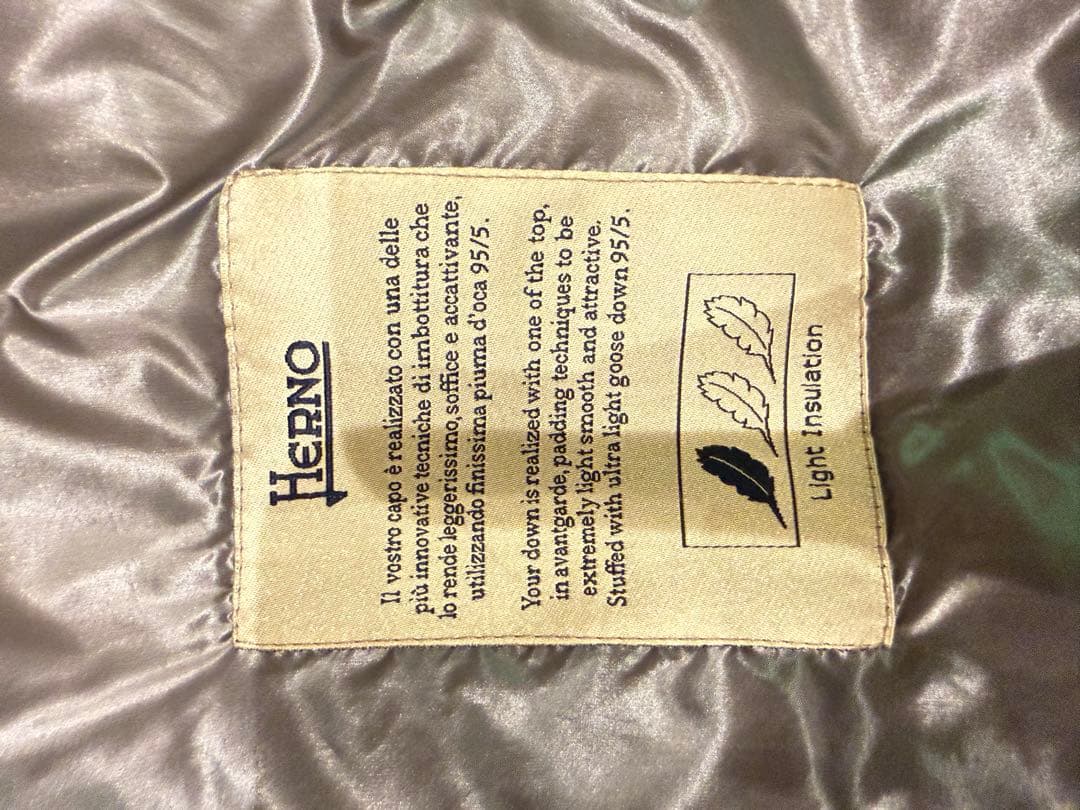 HERNO
Il vostro capo è realizzato con una delle
più innovative tecniche di imbottitura che
lo rende leggerissimo, soffice e accattivante,
utilizzando finissima piuma d'oca 95/5.
Your down is realized with one of the top,
in avantgarde, padding techniques to be
extremely light smooth and attractive.
Stuffed with ultra light goose down 95/5.
Light Insulation